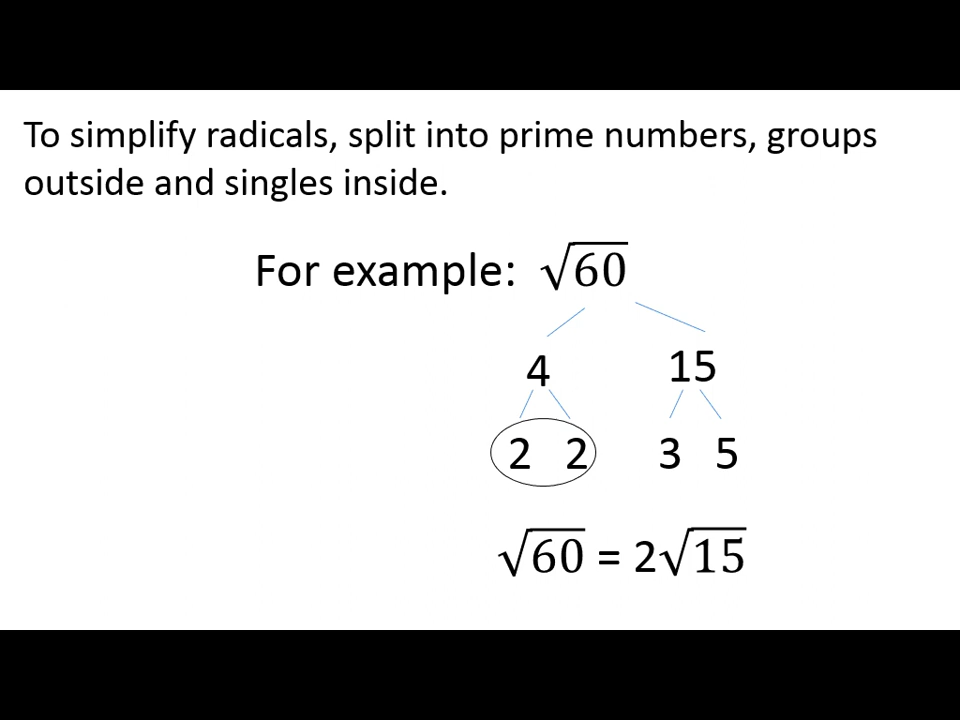 To simplify radicals, split into prime numbers, groups
outside and singles inside.
For example: √60
4 15
2 2 3 5
√60 = 2√15